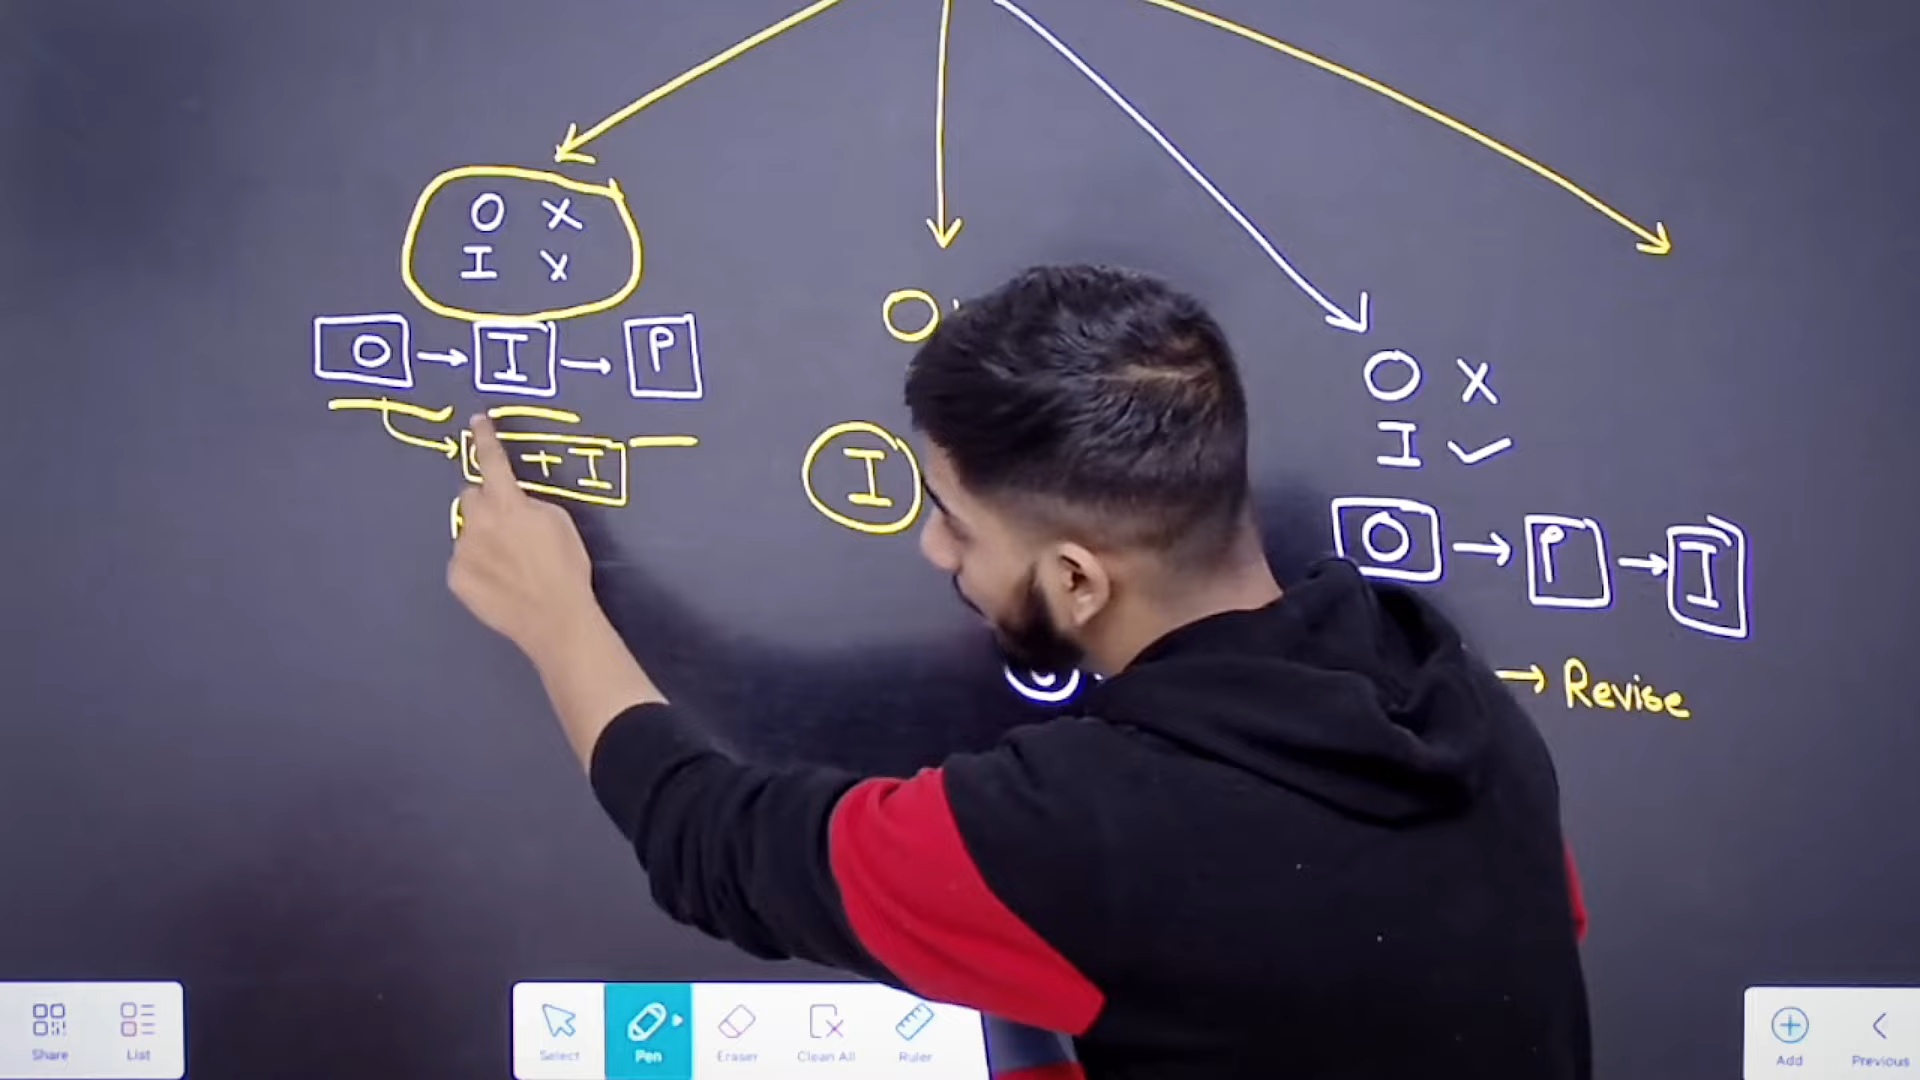 O X
I X
O → I → P
+ I
O
I
O X
I ✓
O → P → I
→ Revise
Share
List
Select
Pen
Eraser
Clean All
Ruler
Add
Previous